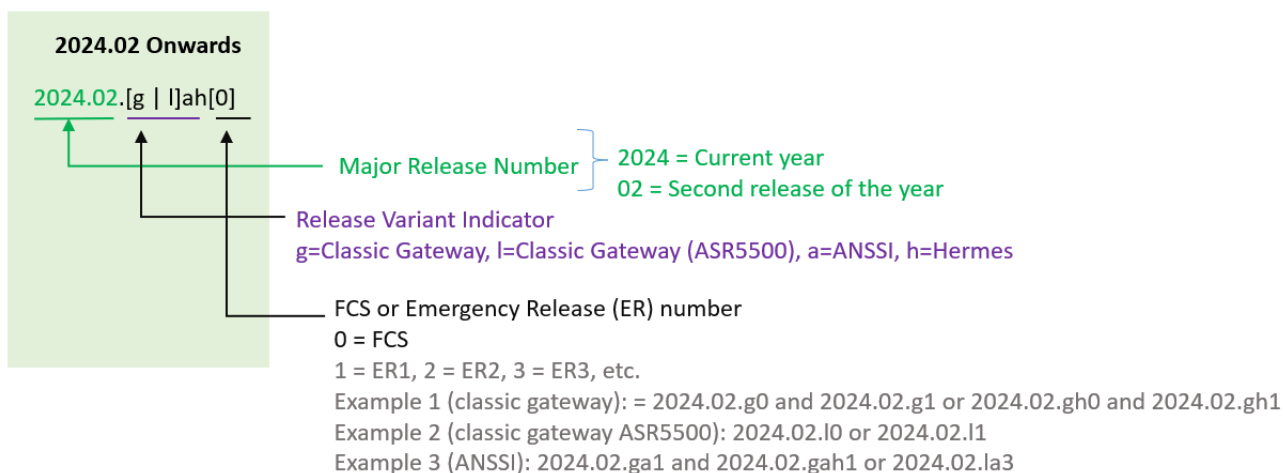 2024.02 Onwards
2024.02.[g | l]ah[0]
Major Release Number
2024 = Current year
02 = Second release of the year
Release Variant Indicator
g=Classic Gateway, l=Classic Gateway (ASR5500), a=ANSSI, h=Hermes
FCS or Emergency Release (ER) number
0 = FCS
1 = ER1, 2 = ER2, 3 = ER3, etc.
Example 1 (classic gateway): = 2024.02.g0 and 2024.02.g1 or 2024.02.gh0 and 2024.02.gh1
Example 2 (classic gateway ASR5500): 2024.02.l0 or 2024.02.l1
Example 3 (ANSSI): 2024.02.ga1 and 2024.02.gah1 or 2024.02.la3